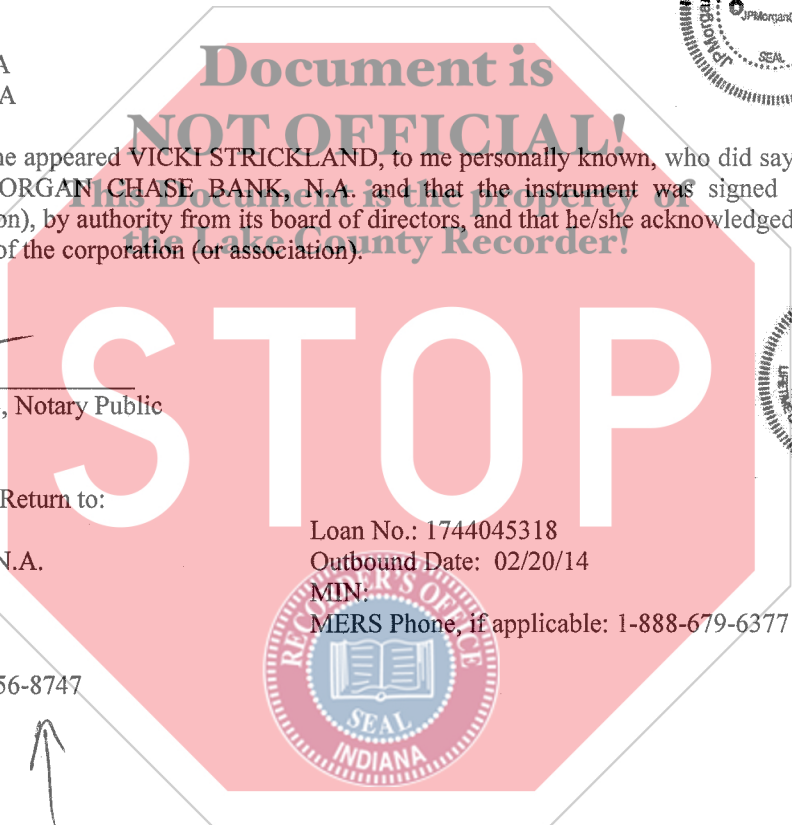 JPMorgan
SEAL
JPMorgan
A
A
Document is
NOT OFFICIAL!
ne appeared VICKI STRICKLAND, to me personally known, who did say
ORGAN CHASE BANK, N.A. and that the instrument was signed
This Document is the property of
on), by authority from its board of directors, and that he/she acknowledged
the Lake County Recorder!
of the corporation (or association).
STOP
, Notary Public
LIFETIME
Return to:
Loan No.: 1744045318
N.A.
Outbound Date: 02/20/14
MIN:
MERS Phone, if applicable: 1-888-679-6377
RECORDER'S OFFICE
SEAL
INDIANA
56-8747